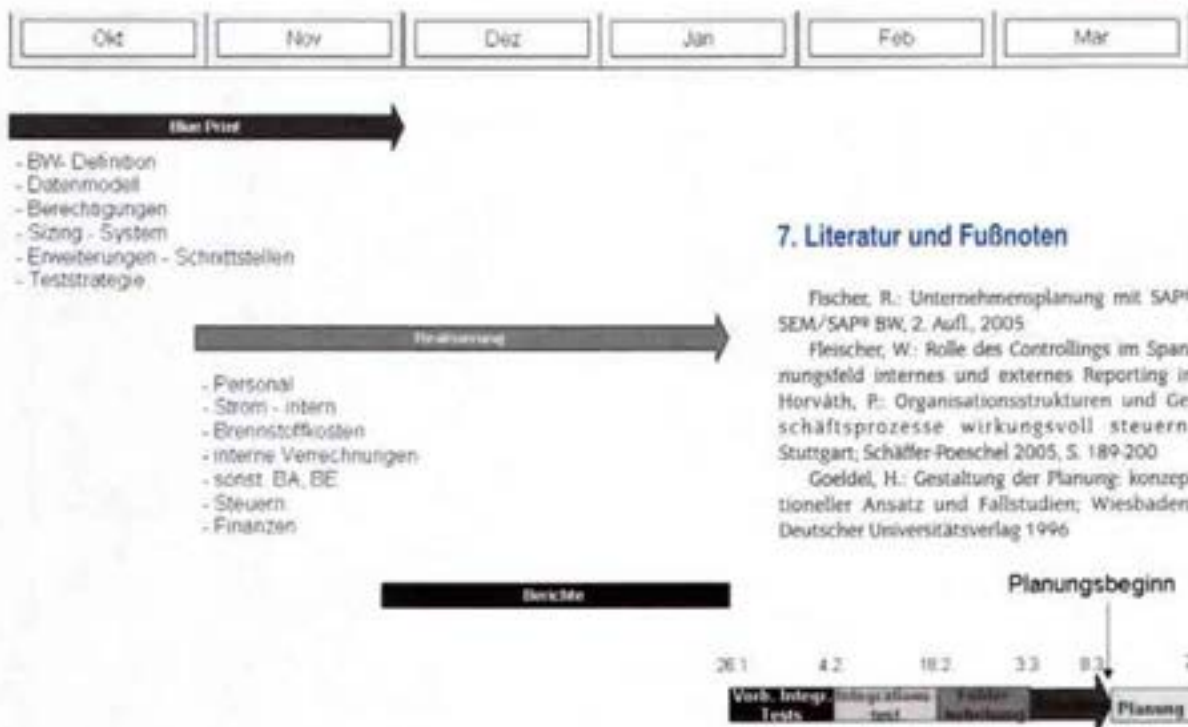 Okt Nov Dez Jan Feb Mar
Blue Print
- BW- Definition
- Datenmodell
- Berechtigungen
- Sizing - System
- Erweiterungen - Schnittstellen
- Teststrategie
Realisierung
- Personal
- Strom - intern
- Brennstoffkosten
- interne Verrechnungen
- sonst. BA, BE
- Steuern
- Finanzen
Berichte
7. Literatur und Fußnoten
Fischer, R.: Unternehmensplanung mit SAP®
SEM/SAP® BW, 2. Aufl., 2005
Fleischer, W.: Rolle des Controllings im Span
nungsfeld internes und externes Reporting in
Horváth, P.: Organisationsstrukturen und Ge
schäftsprozesse wirkungsvoll steuern
Stuttgart; Schäffer-Poeschel 2005, S. 189-200
Goeldel, H.: Gestaltung der Planung: konzep
tioneller Ansatz und Fallstudien; Wiesbaden
Deutscher Universitätsverlag 1996
Planungsbeginn
26.1 4.2 18.2 3.3 8.3
Vorb. Integr. Tests
Integrations test
Planung